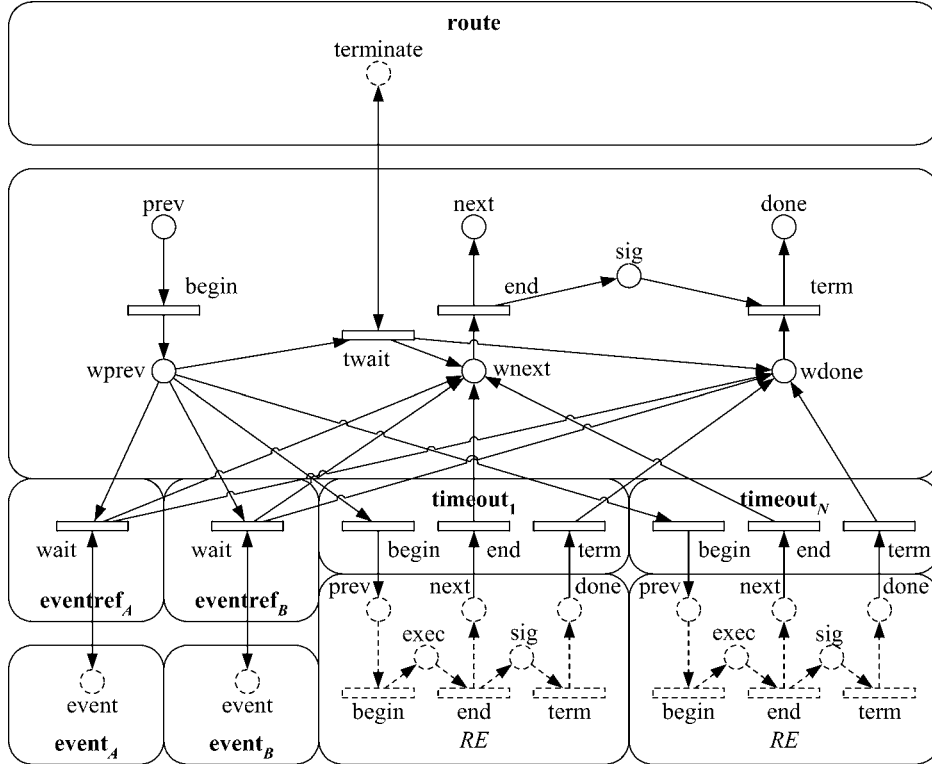 route
terminate
prev next done
sig
begin end term
twait
wprev wnext wdone
timeout1 timeoutN
wait wait begin end term begin end term
eventrefA eventrefB prev next done prev next done
exec sig exec sig
event event begin end term begin end term
eventA eventB RE RE